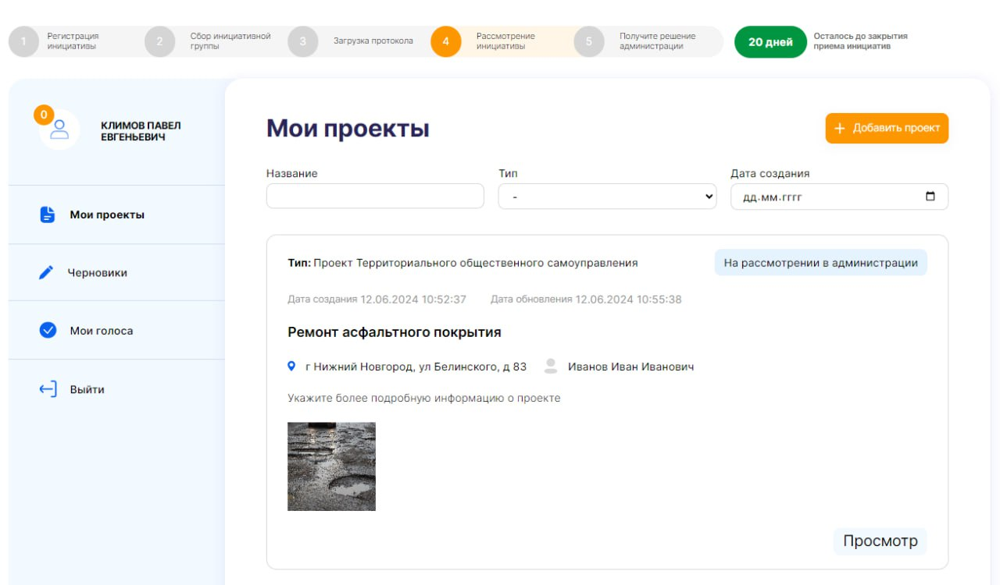 1
Регистрация
инициативы
2
Сбор инициативной
группы
3
Загрузка протокола
4
Рассмотрение
инициативы
5
Получите решение
администрации
20 дней
Осталось до закрытия
приема инициатив
0
КЛИМОВ ПАВЕЛ
ЕВГЕНЬЕВИЧ
Мои проекты
Черновики
Мои голоса
Выйти
Мои проекты
+ Добавить проект
Название
Тип
Дата создания
-
дд.мм.гггг
Тип: Проект Территориального общественного самоуправления
На рассмотрении в администрации
Дата создания 12.06.2024 10:52:37 Дата обновления 12.06.2024 10:55:38
Ремонт асфальтного покрытия
г Нижний Новгород, ул Белинского, д 83 Иванов Иван Иванович
Укажите более подробную информацию о проекте
Просмотр